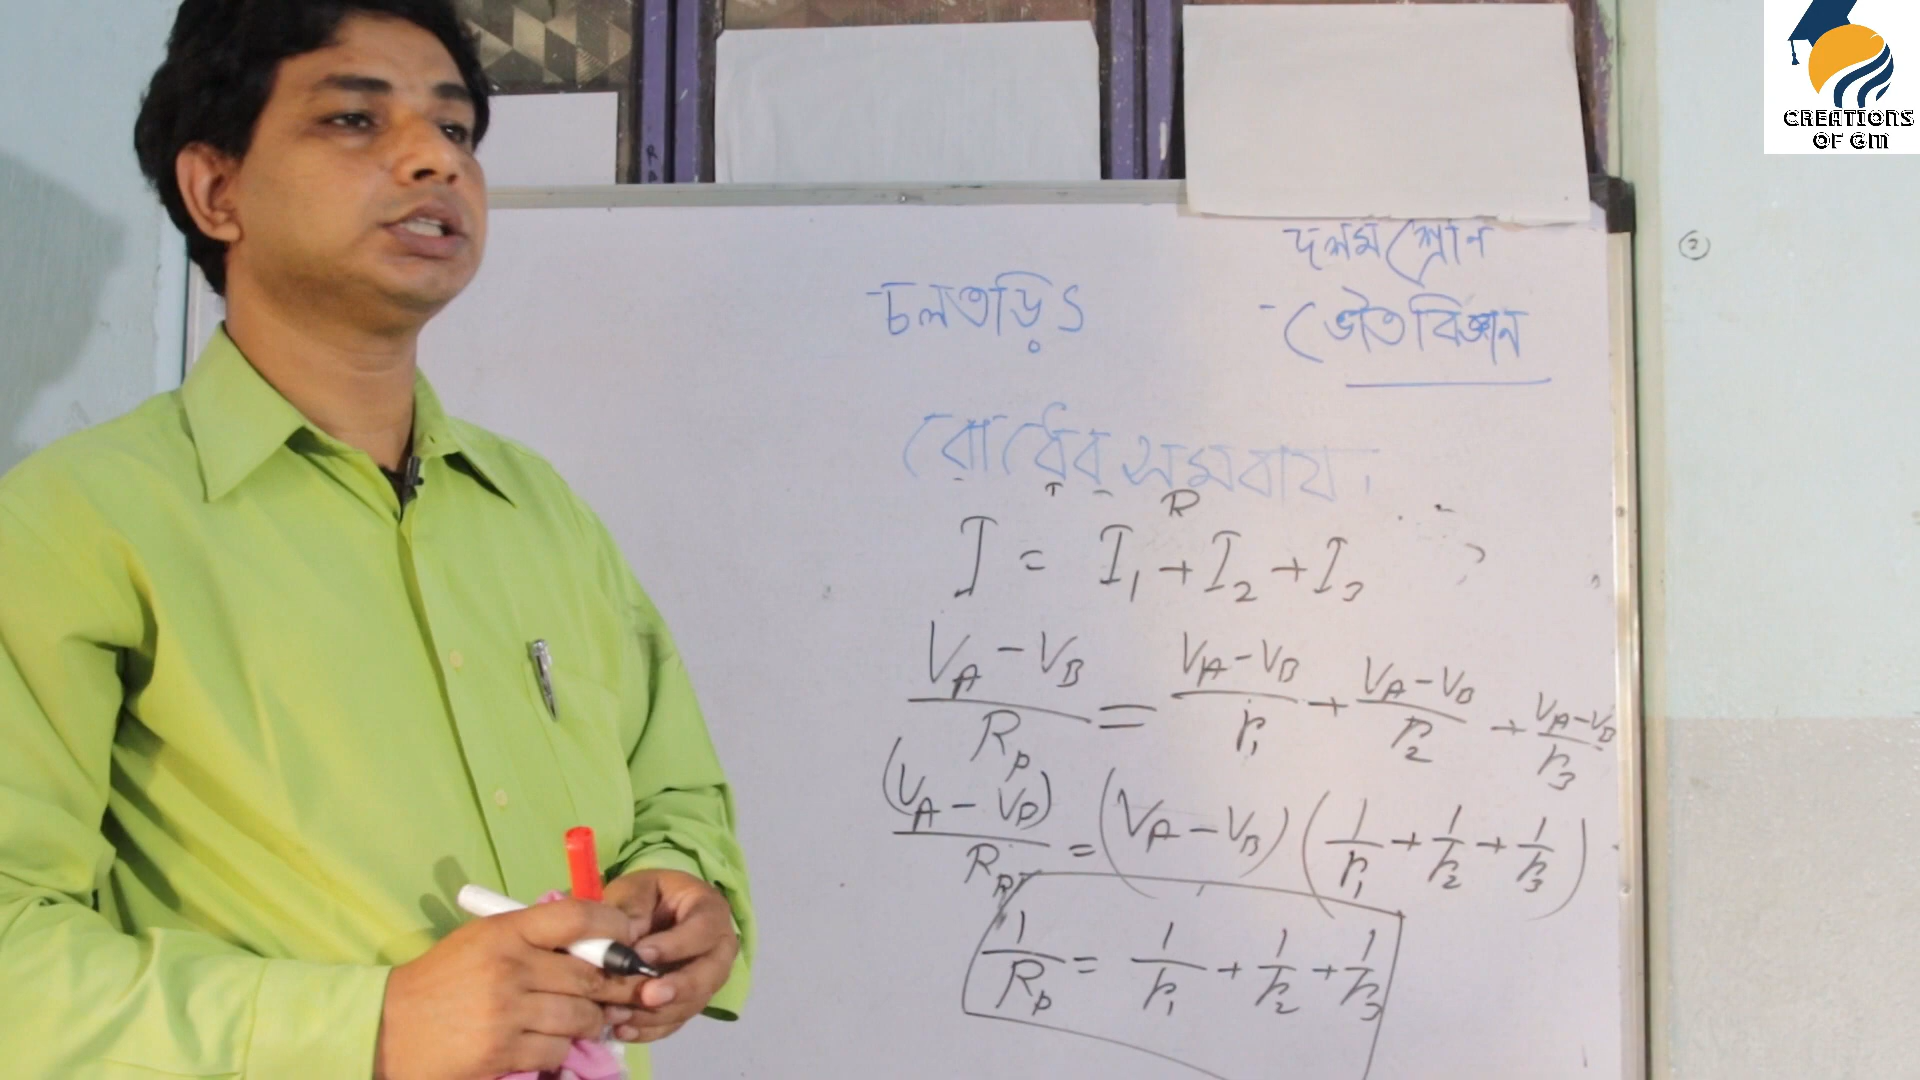 CREATIONS
OF GM
দশম শ্রেণি
চলতড়িৎ
ভৌতবিজ্ঞান
রোধের সমবায়।
R
I = I₁ + I₂ + I₃
(V_A - V_B)/R_p = (V_A - V_B)/r₁ + (V_A - V_B)/r₂ + (V_A - V_B)/r₃
(V_A - V_B)/R_p = (V_A - V_B) (1/r₁ + 1/r₂ + 1/r₃)
1/R_p = 1/r₁ + 1/r₂ + 1/r₃
2